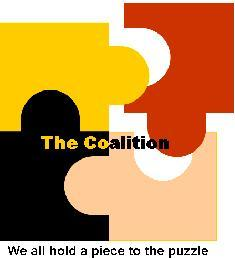 The Coalition
We all hold a piece to the puzzle